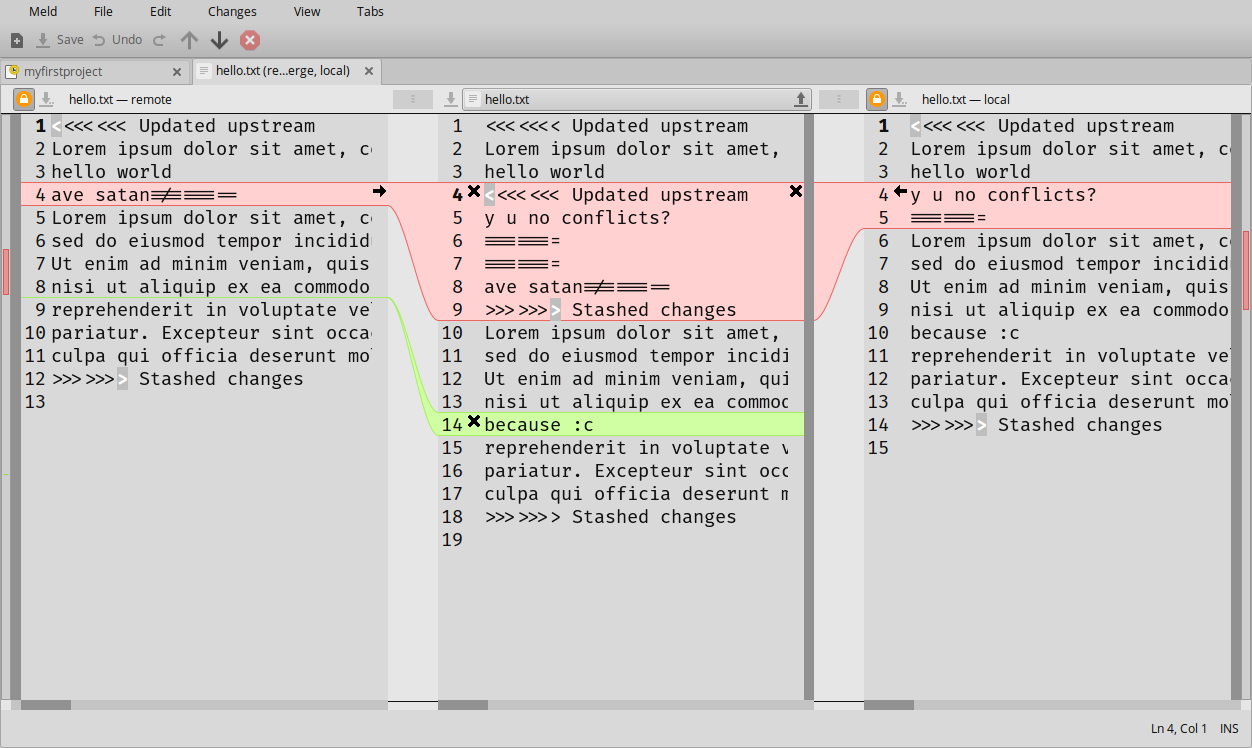 Meld File Edit Changes View Tabs
Save Undo
myfirstproject
hello.txt (re...erge, local)
hello.txt — remote
1 <<<<<<< Updated upstream
2 Lorem ipsum dolor sit amet, c
3 hello world
4 ave satan!=======
5 Lorem ipsum dolor sit amet, c
6 sed do eiusmod tempor incidid
7 Ut enim ad minim veniam, quis
8 nisi ut aliquip ex ea commodo
9 reprehenderit in voluptate ve
10 pariatur. Excepteur sint occa
11 culpa qui officia deserunt mo
12 >>>>>>> Stashed changes
13
hello.txt
1 <<<<<<< Updated upstream
2 Lorem ipsum dolor sit amet,
3 hello world
4 <<<<<<< Updated upstream
5 y u no conflicts?
6 =======
7 =======
8 ave satan!=======
9 >>>>>>> Stashed changes
10 Lorem ipsum dolor sit amet,
11 sed do eiusmod tempor incidi
12 Ut enim ad minim veniam, qui
13 nisi ut aliquip ex ea commod
14 because :c
15 reprehenderit in voluptate v
16 pariatur. Excepteur sint occ
17 culpa qui officia deserunt m
18 >>>>>>> Stashed changes
19
hello.txt — local
1 <<<<<<< Updated upstream
2 Lorem ipsum dolor sit amet, c
3 hello world
4 y u no conflicts?
5 =======
6 Lorem ipsum dolor sit amet, c
7 sed do eiusmod tempor incidid
8 Ut enim ad minim veniam, quis
9 nisi ut aliquip ex ea commodo
10 because :c
11 reprehenderit in voluptate ve
12 pariatur. Excepteur sint occa
13 culpa qui officia deserunt mo
14 >>>>>>> Stashed changes
15
Ln 4, Col 1 INS